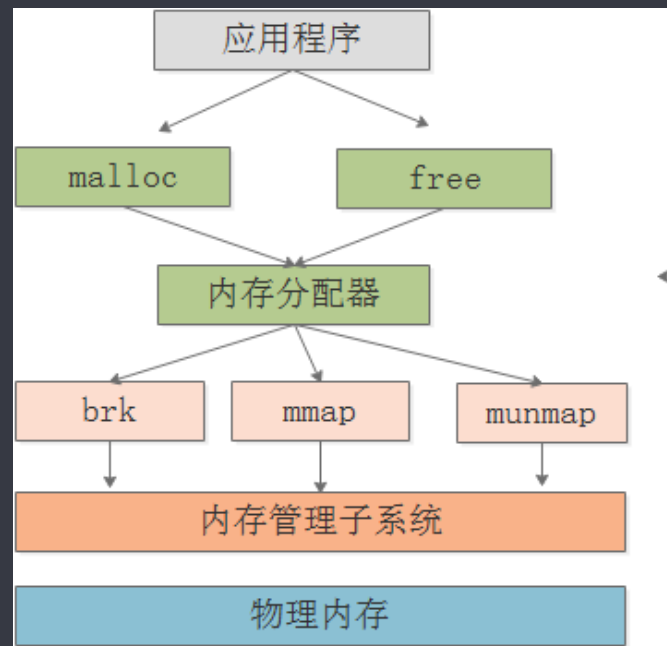 应用程序
malloc
free
内存分配器
brk
mmap
munmap
内存管理子系统
物理内存